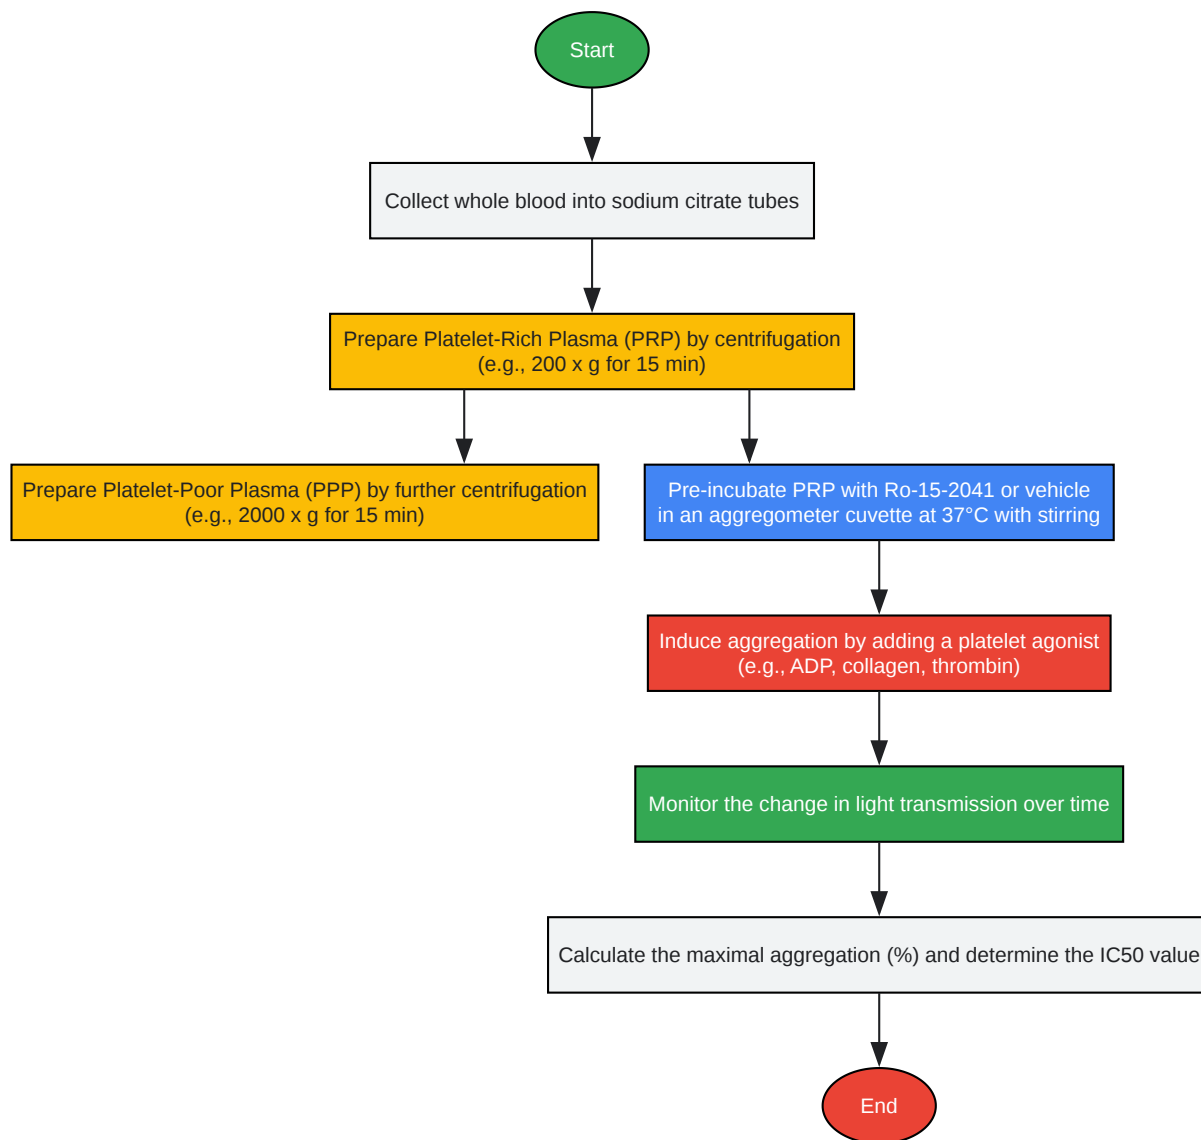 Start
Collect whole blood into sodium citrate tubes
Prepare Platelet-Rich Plasma (PRP) by centrifugation
(e.g., 200 x g for 15 min)
Prepare Platelet-Poor Plasma (PPP) by further centrifugation
(e.g., 2000 x g for 15 min)
Pre-incubate PRP with Ro-15-2041 or vehicle
in an aggregometer cuvette at 37°C with stirring
Induce aggregation by adding a platelet agonist
(e.g., ADP, collagen, thrombin)
Monitor the change in light transmission over time
Calculate the maximal aggregation (%) and determine the IC50 value
End